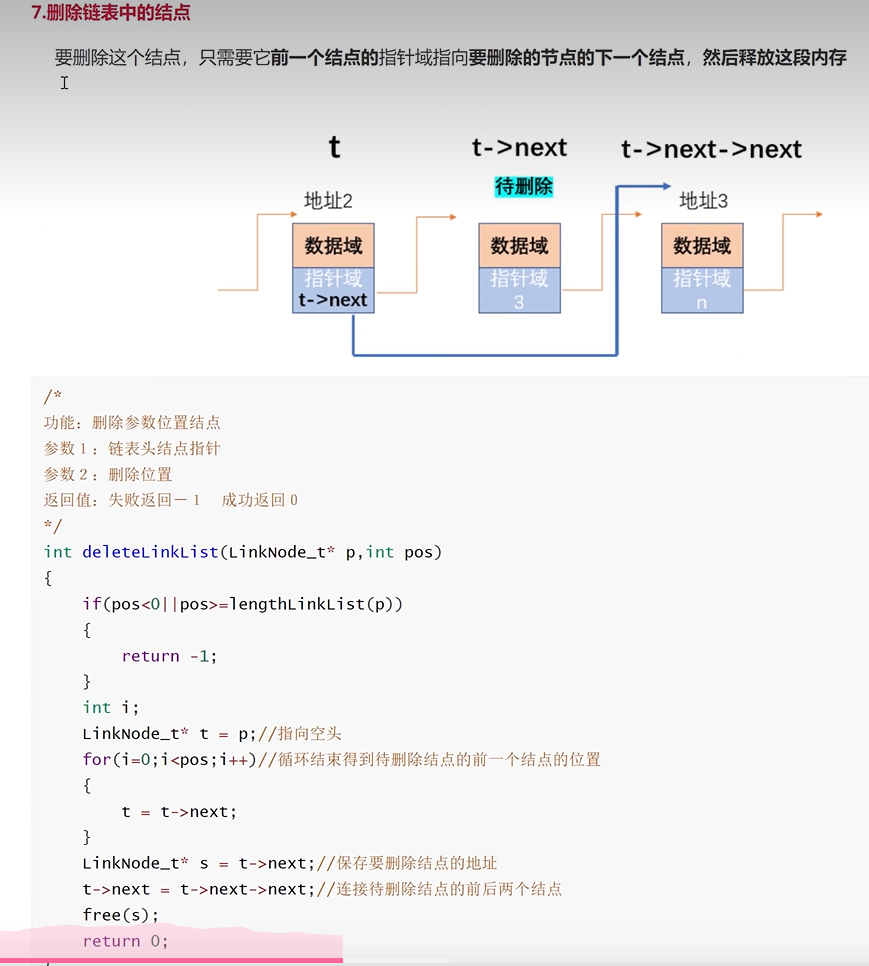 7.删除链表中的结点
要删除这个结点，只需要它前一个结点的指针域指向要删除的节点的下一个结点，然后释放这段内存
t
t->next
t->next->next
待删除
地址2
地址3
数据域
数据域
数据域
指针域
指针域
指针域
t->next
3
n
/*
功能：删除参数位置结点
参数1：链表头结点指针
参数2：删除位置
返回值：失败返回－1 成功返回0
*/
int deleteLinkList(LinkNode_t* p,int pos)
{
    if(pos<0||pos>=lengthLinkList(p))
    {
        return -1;
    }
    int i;
    LinkNode_t* t = p;//指向空头
    for(i=0;i<pos;i++)//循环结束得到待删除结点的前一个结点的位置
    {
        t = t->next;
    }
    LinkNode_t* s = t->next;//保存要删除结点的地址
    t->next = t->next->next;//连接待删除结点的前后两个结点
    free(s);
    return 0;